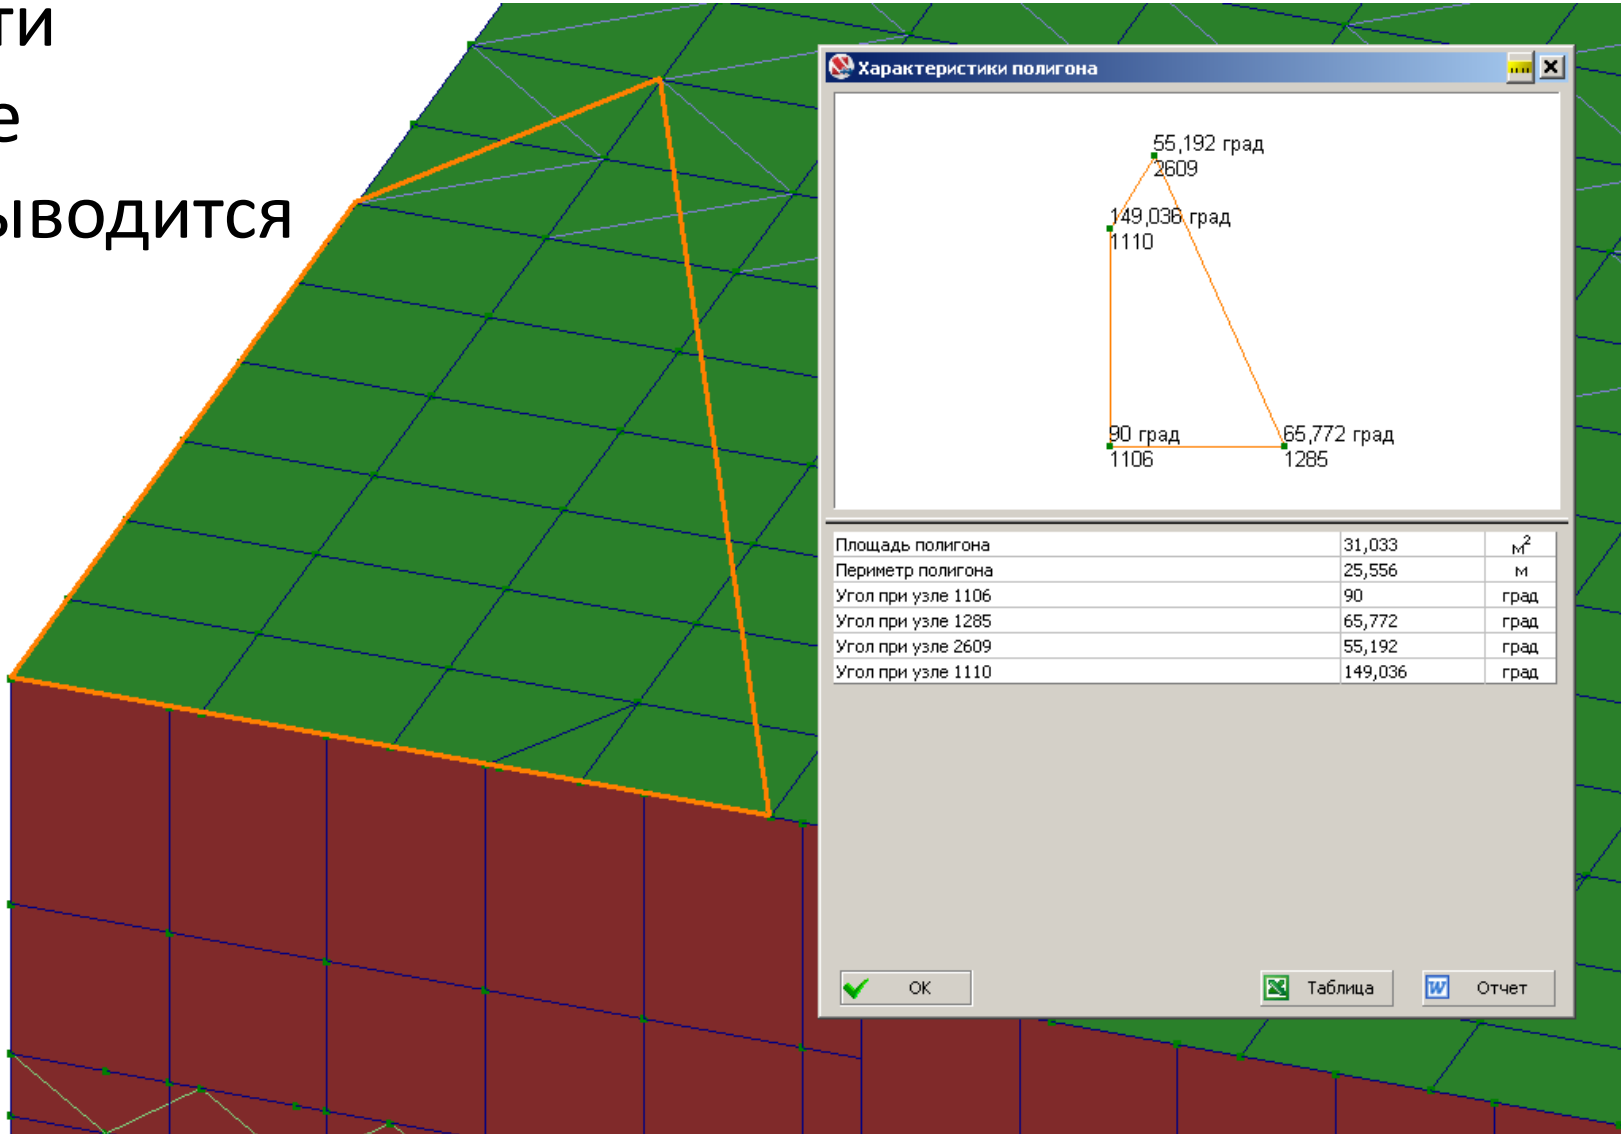 ти
е
ыводится
Характеристики полигона
55,192 град
2609
149,036 град
1110
90 град
1106
65,772 град
1285
Площадь полигона 31,033 м²
Периметр полигона 25,556 м
Угол при узле 1106 90 град
Угол при узле 1285 65,772 град
Угол при узле 2609 55,192 град
Угол при узле 1110 149,036 град
OK
Таблица
Отчет